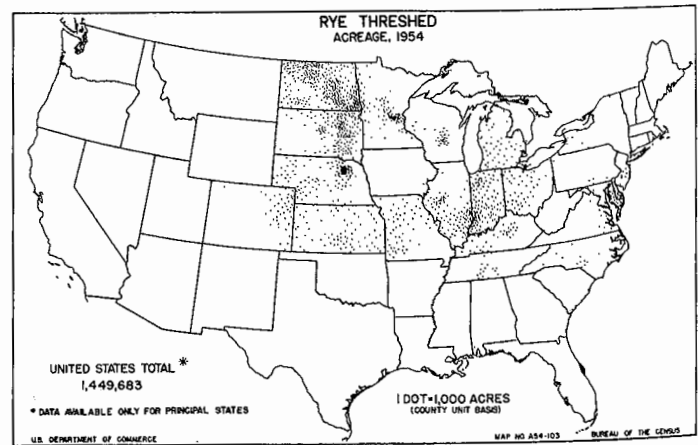 RYE THRESHED
ACREAGE, 1954
UNITED STATES TOTAL *
1,449,683
* DATA AVAILABLE ONLY FOR PRINCIPAL STATES
1 DOT=1,000 ACRES
(COUNTY UNIT BASIS)
U.S. DEPARTMENT OF COMMERCE
MAP NO. A54-103
BUREAU OF THE CENSUS